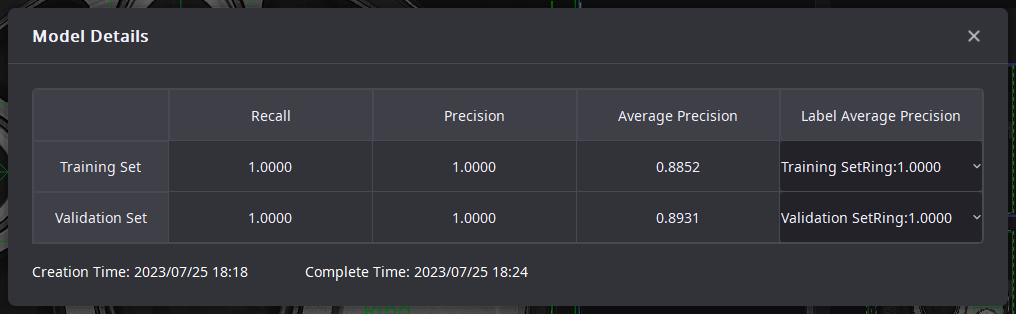 Model Details
Recall Precision Average Precision Label Average Precision
Training Set 1.0000 1.0000 0.8852 Training SetRing:1.0000
Validation Set 1.0000 1.0000 0.8931 Validation SetRing:1.0000
Creation Time: 2023/07/25 18:18 Complete Time: 2023/07/25 18:24